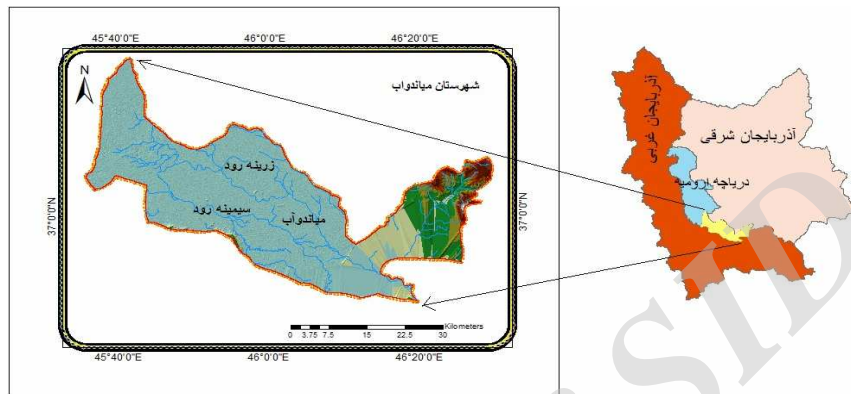 45°40'0"E 46°0'0"E 46°20'0"E
N
شهرستان میاندواب
زرینه رود
سیمینه رود
میاندوآب
37°0'0"N
37°0'0"N
Kilometers
0 3.75 7.5 15 22.5 30
45°40'0"E 46°0'0"E 46°20'0"E
آذربایجان غربی
آذربایجان شرقی
دریاچه ارومیه
SID